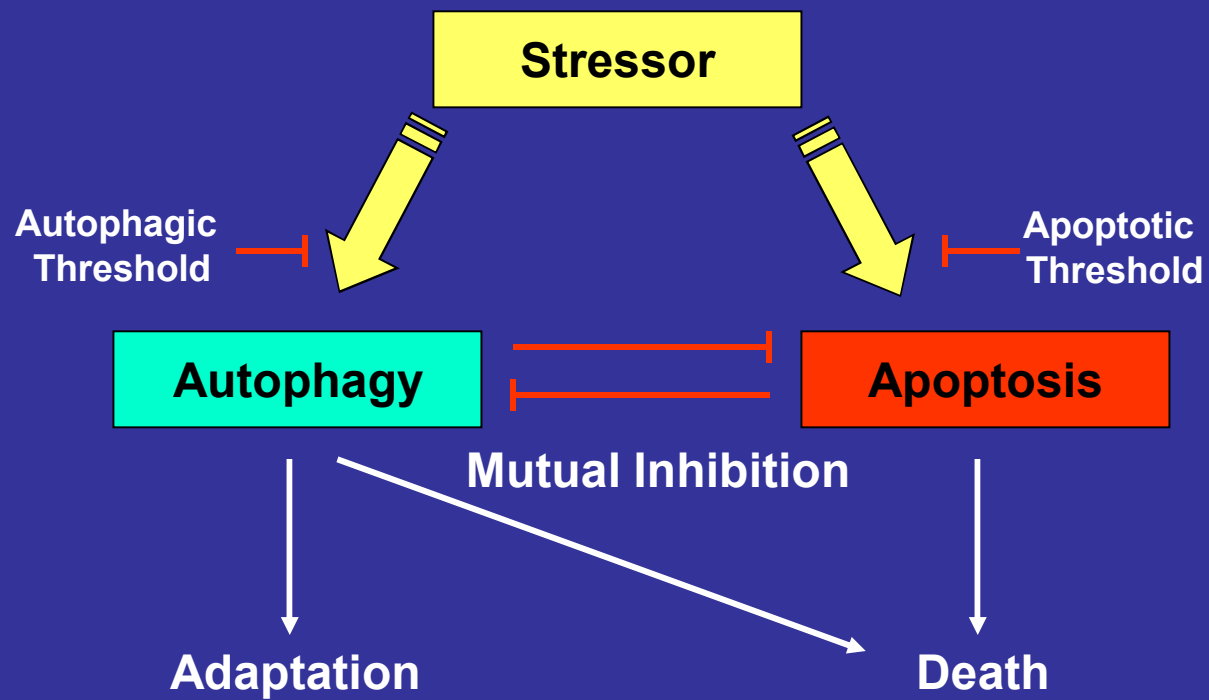 Stressor
Autophagic
Threshold
Apoptotic
Threshold
Autophagy
Apoptosis
Mutual Inhibition
Adaptation
Death